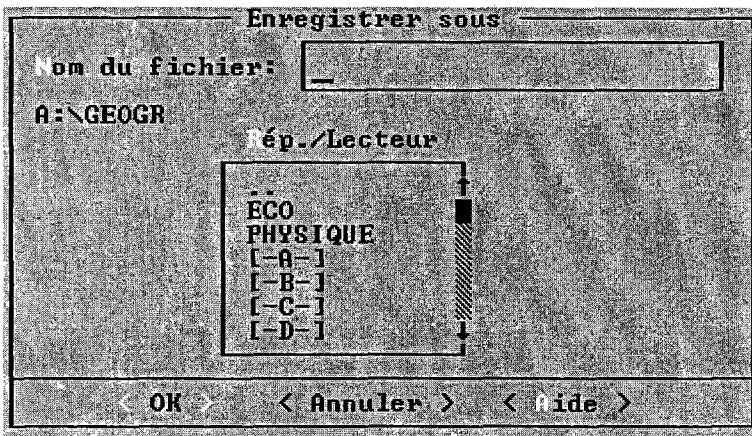 Enregistrer sous
Nom du fichier:
A:\GEOGR
Rép./Lecteur
..
ECO
PHYSIQUE
[-A-]
[-B-]
[-C-]
[-D-]
< OK > < Annuler > < Aide >